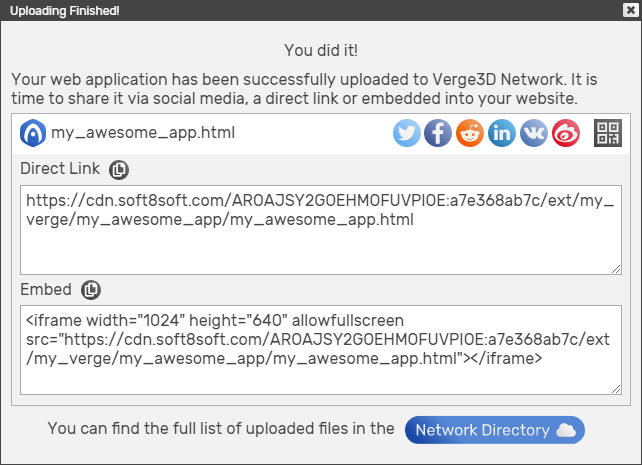 Uploading Finished!
You did it!
Your web application has been successfully uploaded to Verge3D Network. It is
time to share it via social media, a direct link or embedded into your website.
my_awesome_app.html
Direct Link
https://cdn.soft8soft.com/AROAJSY2GOEHMOFUVPIOE:a7e368ab7c/ext/my_
verge/my_awesome_app/my_awesome_app.html
Embed
<iframe width="1024" height="640" allowfullscreen
src="https://cdn.soft8soft.com/AROAJSY2GOEHMOFUVPIOE:a7e368ab7c/ext
/my_verge/my_awesome_app/my_awesome_app.html"></iframe>
You can find the full list of uploaded files in the
Network Directory